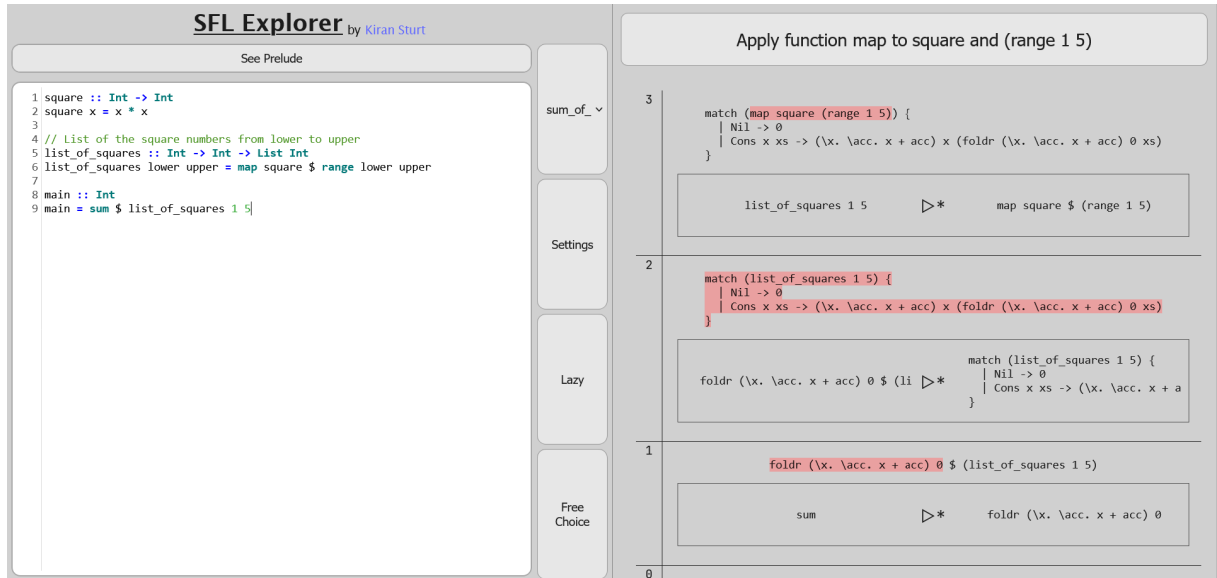 SFL Explorer by Kiran Sturt
See Prelude
1 square :: Int -> Int
2 square x = x * x
3
4 // List of the square numbers from lower to upper
5 list_of_squares :: Int -> Int -> List Int
6 list_of_squares lower upper = map square $ range lower upper
7
8 main :: Int
9 main = sum $ list_of_squares 1 5
sum_of_
Settings
Lazy
Free
Choice
Apply function map to square and (range 1 5)
3
match (map square (range 1 5)) {
| Nil -> 0
| Cons x xs -> (\x. \acc. x + acc) x (foldr (\x. \acc. x + acc) 0 xs)
}
list_of_squares 1 5 ▷* map square $ (range 1 5)
2
match (list_of_squares 1 5) {
| Nil -> 0
| Cons x xs -> (\x. \acc. x + acc) x (foldr (\x. \acc. x + acc) 0 xs)
}
foldr (\x. \acc. x + acc) 0 $ (li ▷*
match (list_of_squares 1 5) {
| Nil -> 0
| Cons x xs -> (\x. \acc. x + a
}
1
foldr (\x. \acc. x + acc) 0 $ (list_of_squares 1 5)
sum ▷* foldr (\x. \acc. x + acc) 0
0